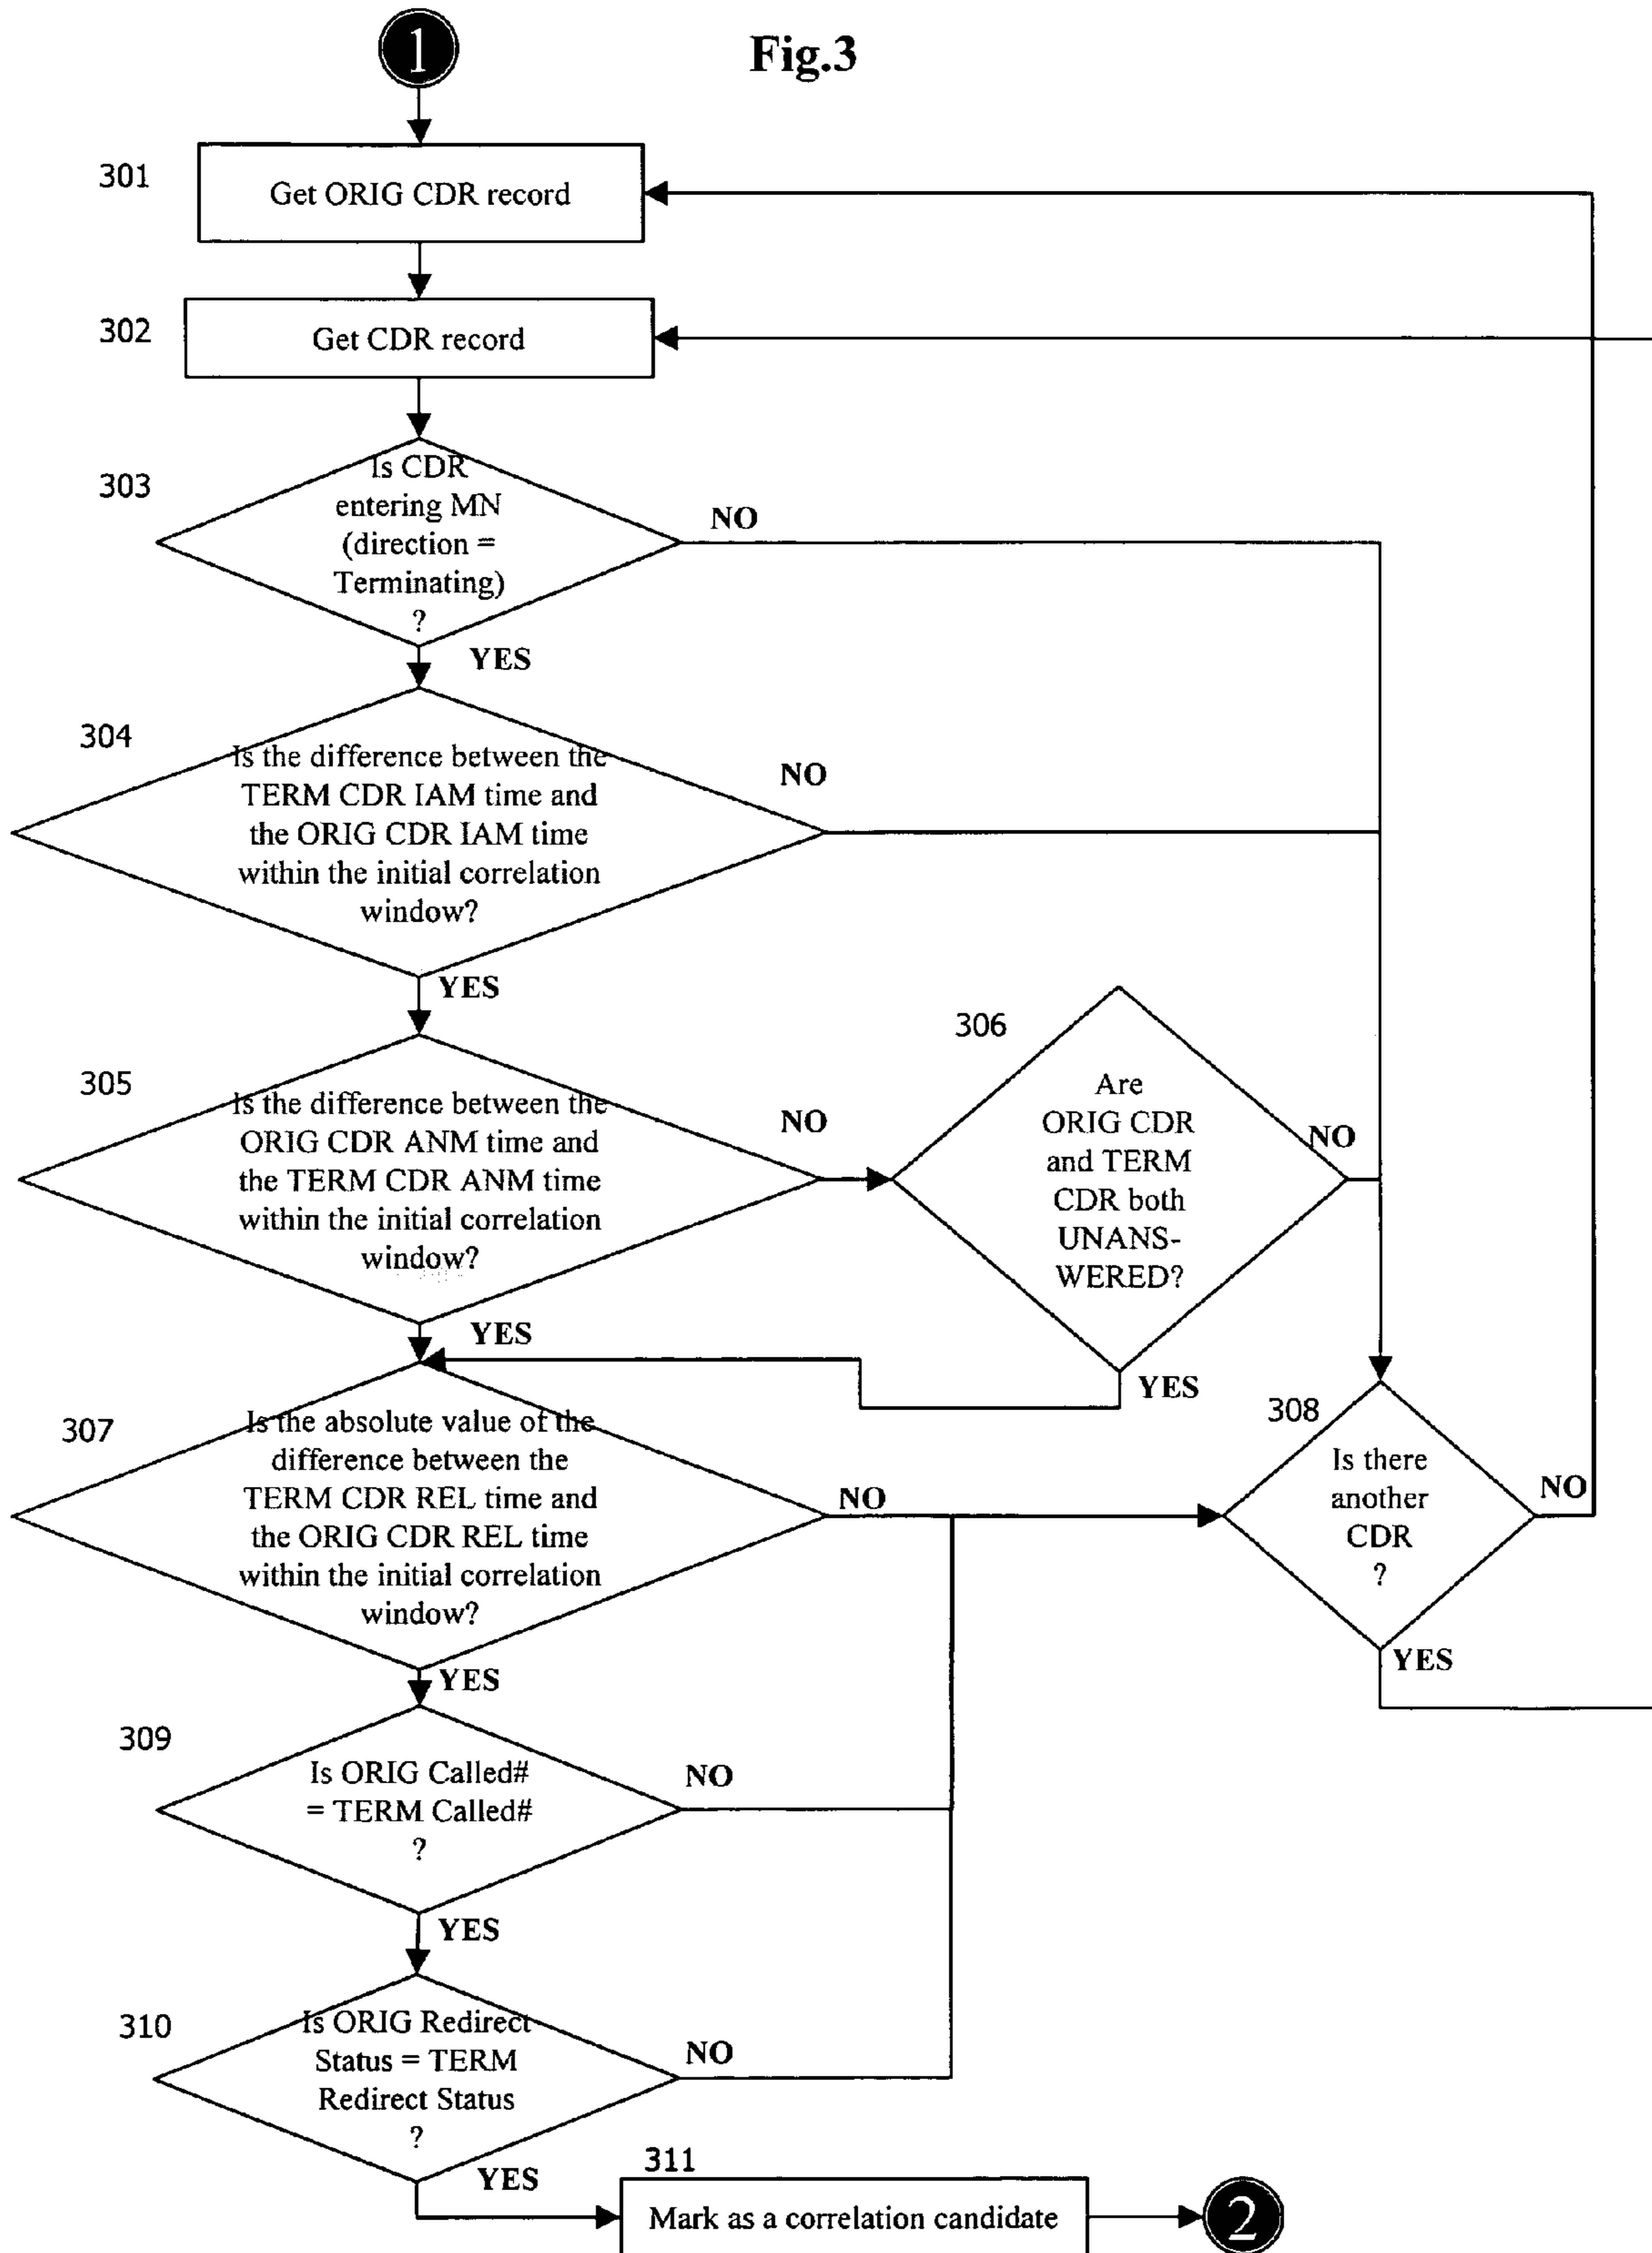 1
Fig.3
301
Get ORIG CDR record
302
Get CDR record
303
Is CDR
entering MN
(direction =
Terminating)
?
NO
YES
304
Is the difference between the
TERM CDR IAM time and
the ORIG CDR IAM time
within the initial correlation
window?
NO
YES
305
Is the difference between the
ORIG CDR ANM time and
the TERM CDR ANM time
within the initial correlation
window?
NO
YES
306
Are
ORIG CDR
and TERM
CDR both
UNANS-
WERED?
NO
YES
307
Is the absolute value of the
difference between the
TERM CDR REL time and
the ORIG CDR REL time
within the initial correlation
window?
NO
YES
308
Is there
another
CDR
?
NO
YES
309
Is ORIG Called#
= TERM Called#
?
NO
YES
310
Is ORIG Redirect
Status = TERM
Redirect Status
?
NO
YES
311
Mark as a correlation candidate
2